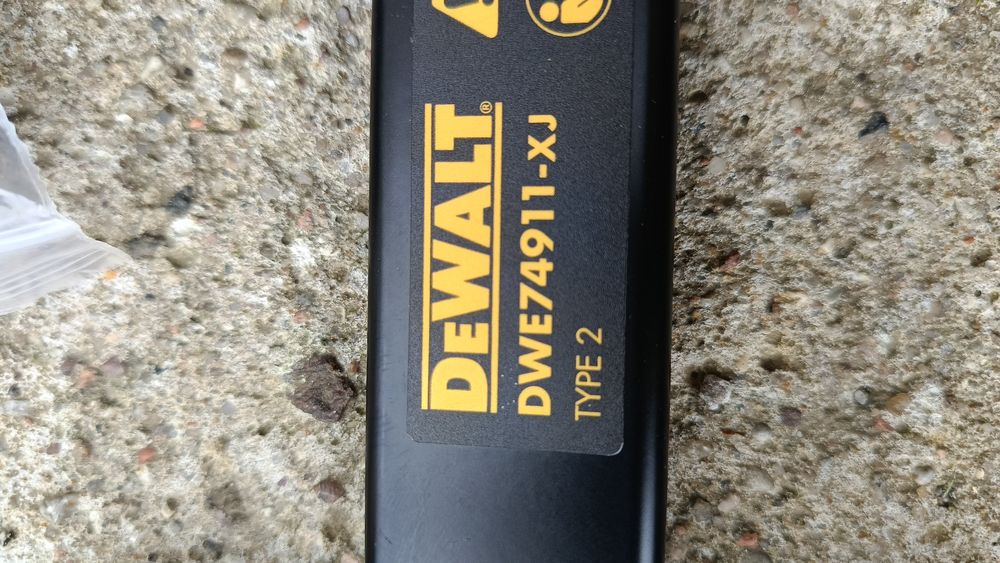 DEWALT®
DWE74911-XJ
TYPE 2